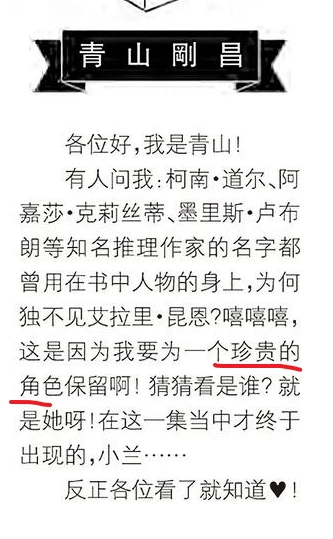 青山剛昌
各位好,我是青山!
有人问我:柯南·道尔、阿
嘉莎·克莉丝蒂、墨里斯·卢布
朗等知名推理作家的名字都
曾用在书中人物的身上,为何
独不见艾拉里·昆恩?嘻嘻嘻,
这是因为我要为一个珍贵的
角色保留啊! 猜猜看是谁? 就
是她呀!在这一集当中才终于
出现的,小兰……
反正各位看了就知道♥!